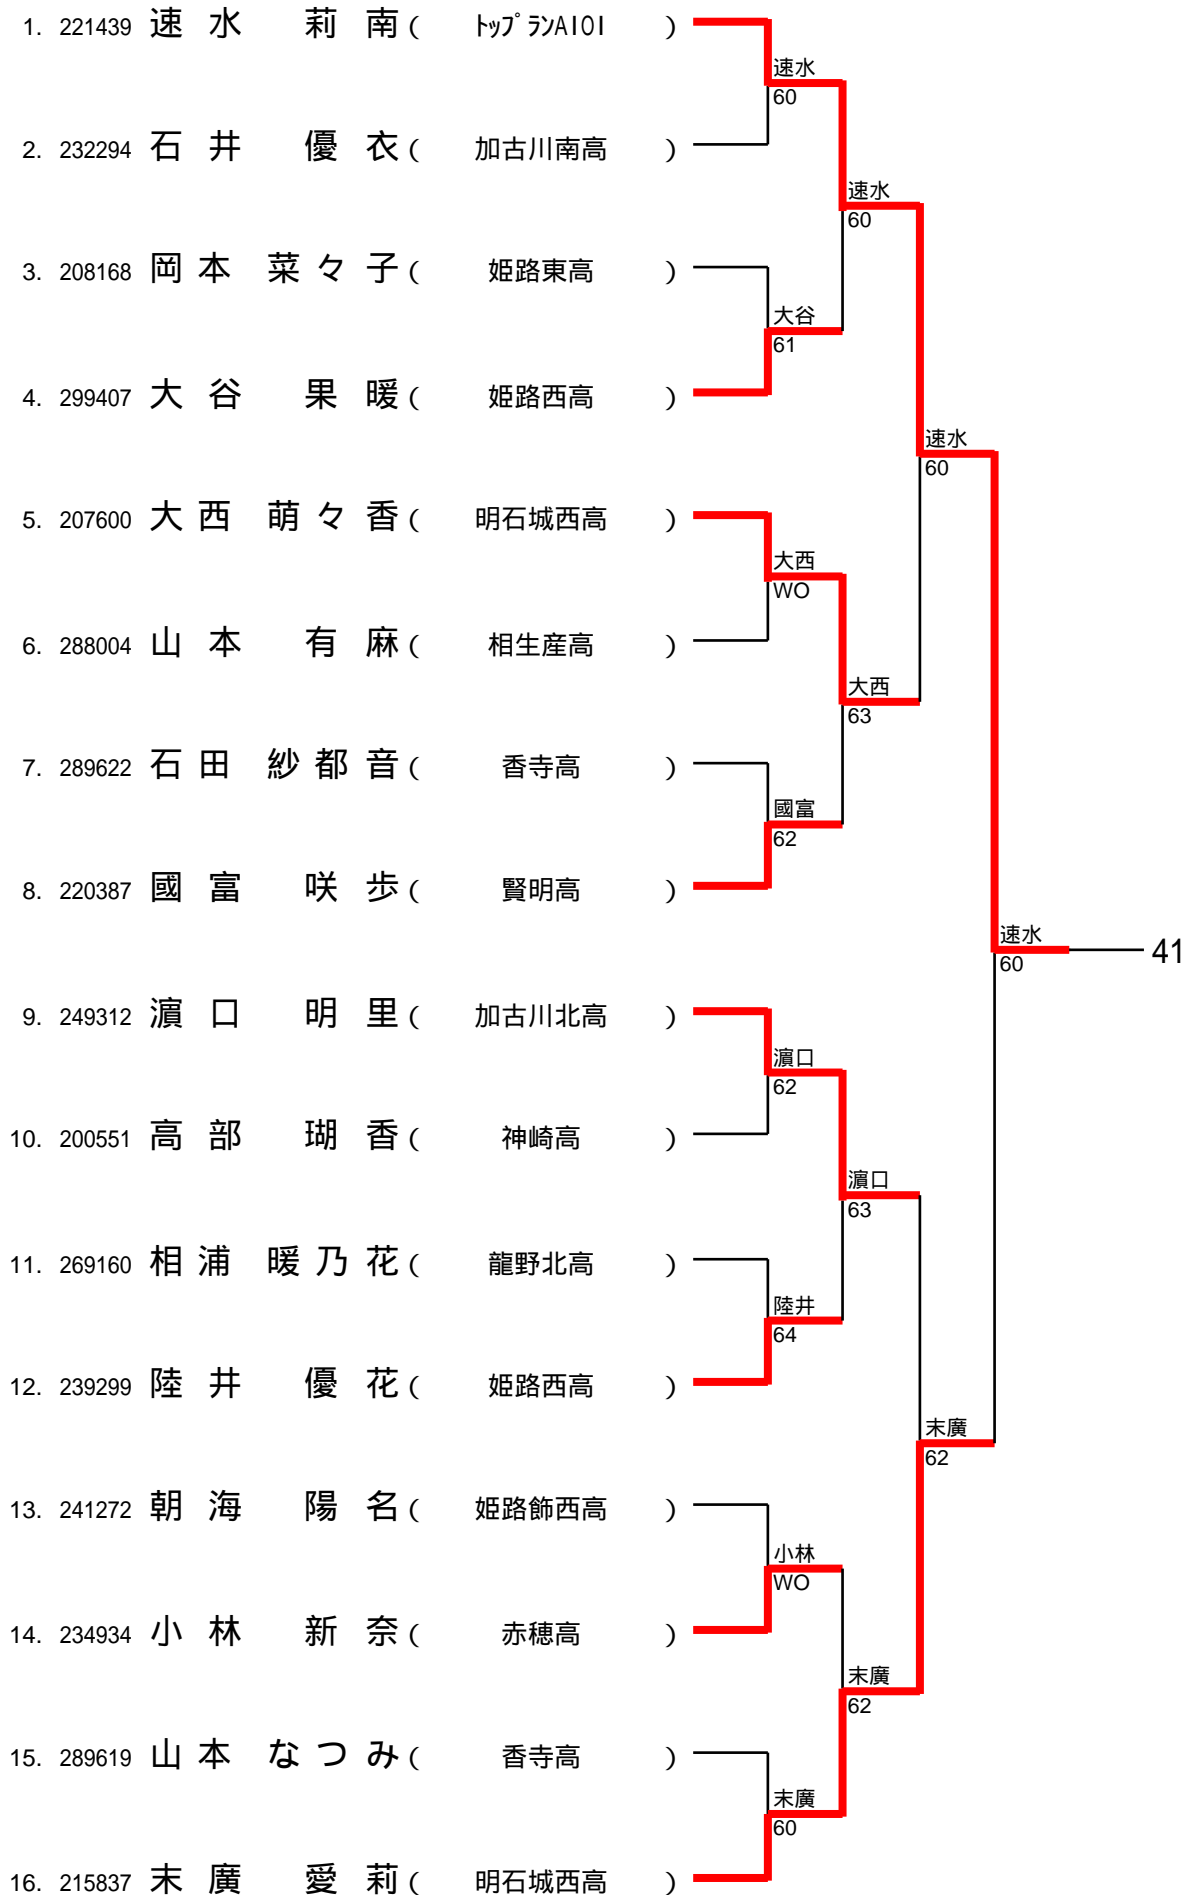 1. 221439 速水 莉南 ( トップランAIOI )
速水
60
2. 232294 石井 優衣 ( 加古川南高 )
速水
60
3. 208168 岡本 菜々子 ( 姫路東高 )
大谷
61
4. 299407 大谷 果暖 ( 姫路西高 )
速水
60
5. 207600 大西 萌々香 ( 明石城西高 )
大西
WO
6. 288004 山本 有麻 ( 相生産高 )
大西
63
7. 289622 石田 紗都音 ( 香寺高 )
國富
62
8. 220387 國富 咲歩 ( 賢明高 )
速水
60
41
9. 249312 濵口 明里 ( 加古川北高 )
濵口
62
10. 200551 高部 瑚香 ( 神崎高 )
濵口
63
11. 269160 相浦 暖乃花 ( 龍野北高 )
陸井
64
12. 239299 陸井 優花 ( 姫路西高 )
末廣
62
13. 241272 朝海 陽名 ( 姫路飾西高 )
小林
WO
14. 234934 小林 新奈 ( 赤穂高 )
末廣
62
15. 289619 山本 なつみ ( 香寺高 )
末廣
60
16. 215837 末廣 愛莉 ( 明石城西高 )